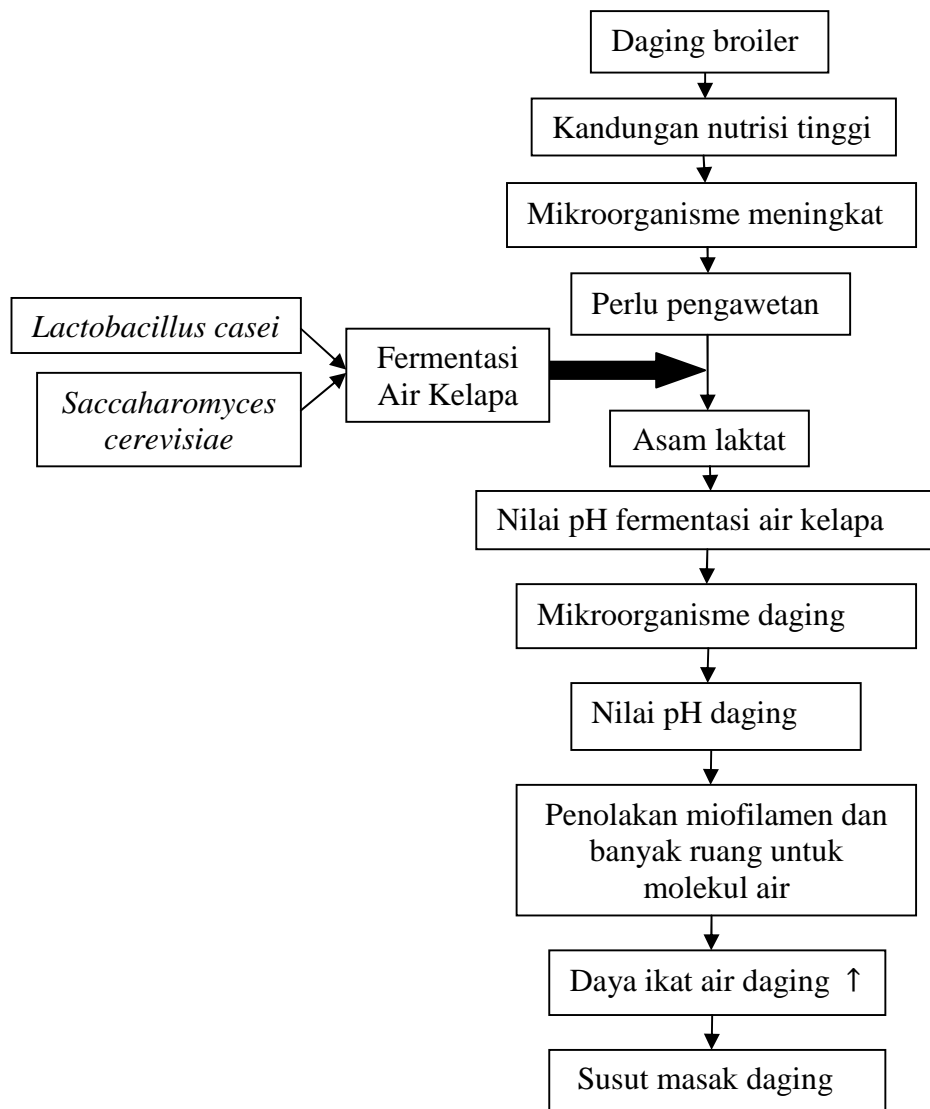 Daging broiler
Kandungan nutrisi tinggi
Mikroorganisme meningkat
Perlu pengawetan
Lactobacillus casei
Saccaharomyces
cerevisiae
Fermentasi
Air Kelapa
Asam laktat
Nilai pH fermentasi air kelapa
Mikroorganisme daging
Nilai pH daging
Penolakan miofilamen dan
banyak ruang untuk
molekul air
Daya ikat air daging ↑
Susut masak daging